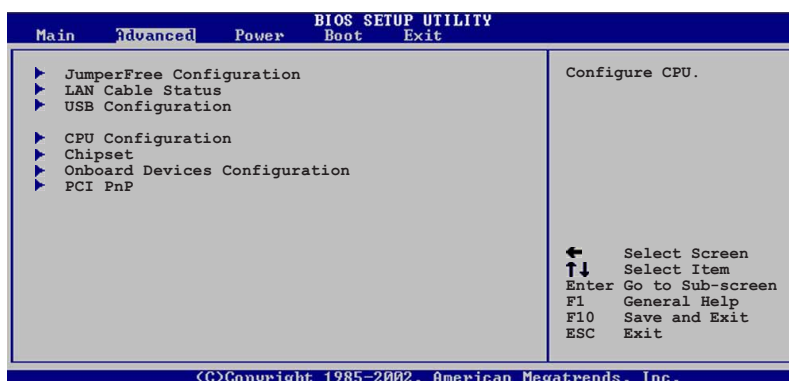 BIOS SETUP UTILITY
Main Advanced Power Boot Exit
JumperFree Configuration
LAN Cable Status
USB Configuration
CPU Configuration
Chipset
Onboard Devices Configuration
PCI PnP
Configure CPU.
← Select Screen
↑↓ Select Item
Enter Go to Sub-screen
F1 General Help
F10 Save and Exit
ESC Exit
(C)Copyright 1985-2002, American Megatrends, Inc.